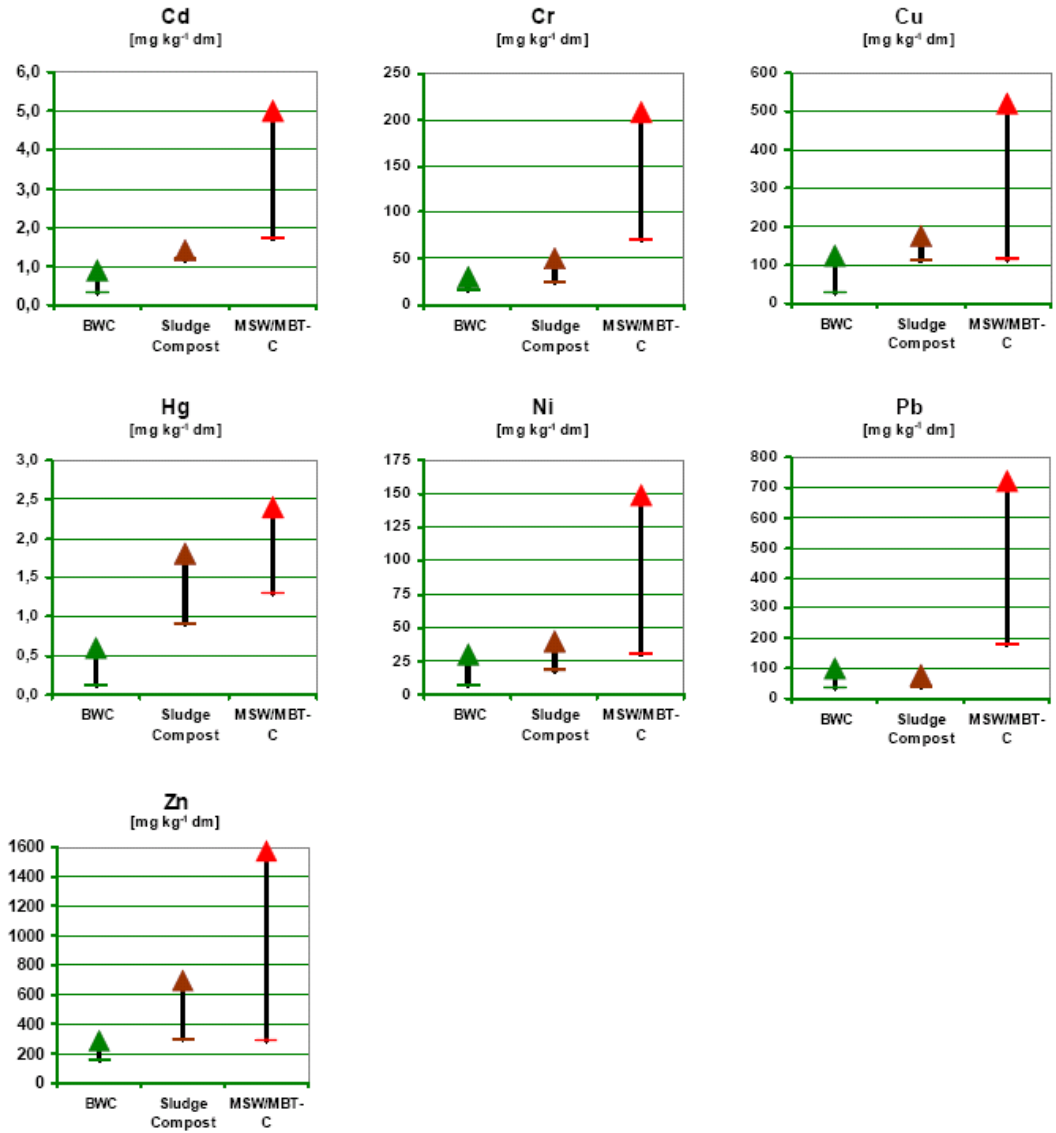 Cd
[mg kg⁻¹ dm]
6,0
5,0
4,0
3,0
2,0
1,0
0,0
BWC
Sludge
Compost
MSW/MBT-
C
Cr
[mg kg⁻¹ dm]
250
200
150
100
50
0
BWC
Sludge
Compost
MSW/MBT-
C
Cu
[mg kg⁻¹ dm]
600
500
400
300
200
100
0
BWC
Sludge
Compost
MSW/MBT-
C
Hg
[mg kg⁻¹ dm]
3,0
2,5
2,0
1,5
1,0
0,5
0,0
BWC
Sludge
Compost
MSW/MBT-
C
Ni
[mg kg⁻¹ dm]
175
150
125
100
75
50
25
0
BWC
Sludge
Compost
MSW/MBT-
C
Pb
[mg kg⁻¹ dm]
800
700
600
500
400
300
200
100
0
BWC
Sludge
Compost
MSW/MBT-
C
Zn
[mg kg⁻¹ dm]
1600
1400
1200
1000
800
600
400
200
0
BWC
Sludge
Compost
MSW/MBT-
C